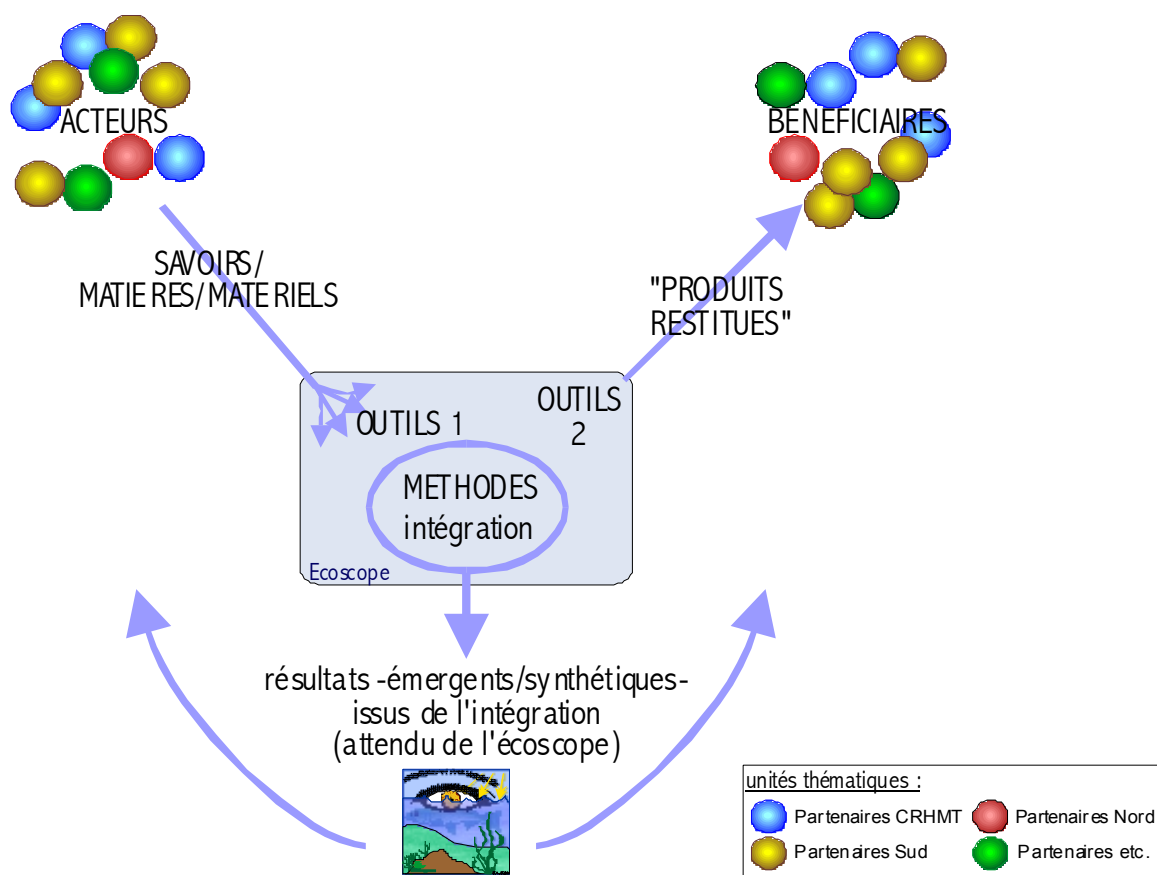 ACTEURS
BENEFICIAIRES
SAVOIRS/
MATIERES/MATERIELS
"PRODUITS
RESTITUES"
OUTILS 1
OUTILS
2
METHODES
intégration
Ecoscope
résultats -émergents/synthétiques-
issus de l'intégration
(attendu de l'écoscope)
unités thématiques :
Partenaires CRHMT
Partenaires Nord
Partenaires Sud
Partenaires etc.